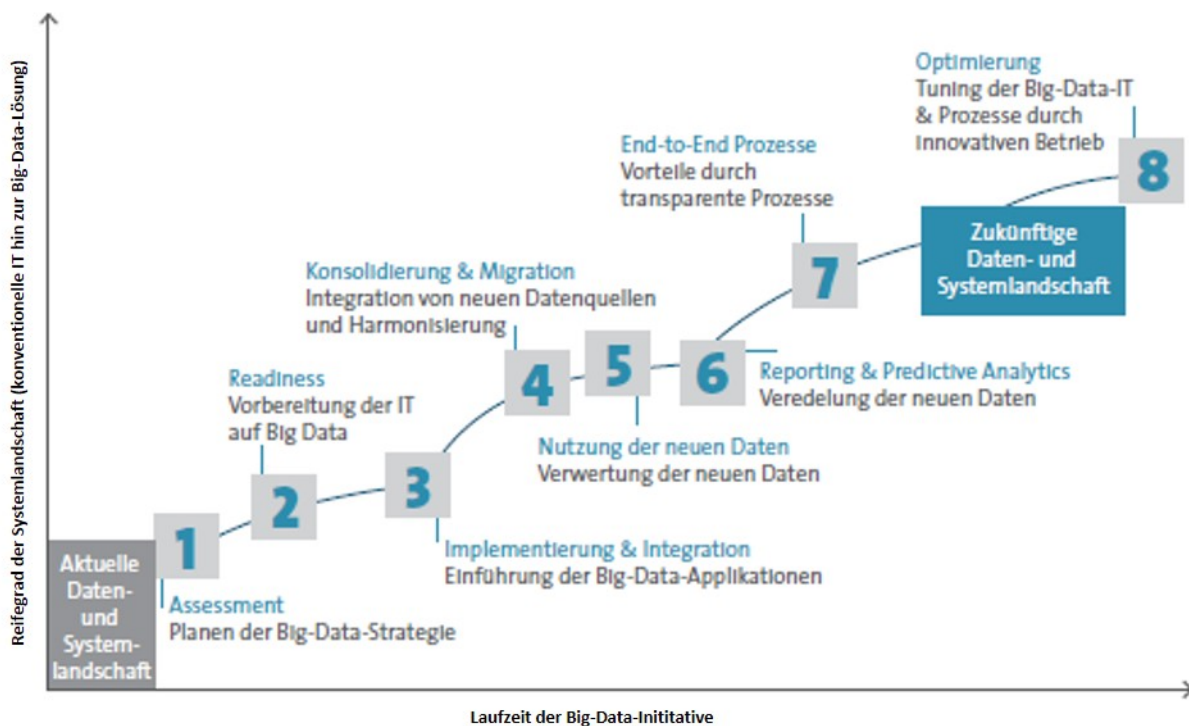 Reifegrad der Systemlandschaft (konventionelle IT hin zur Big-Data-Lösung)
Aktuelle
Daten-
und
System-
landschaft
1
Assessment
Planen der Big-Data-Strategie
2
Readiness
Vorbereitung der IT
auf Big Data
3
Implementierung & Integration
Einführung der Big-Data-Applikationen
4
Konsolidierung & Migration
Integration von neuen Datenquellen
und Harmonisierung
5
Nutzung der neuen Daten
Verwertung der neuen Daten
6
Reporting & Predictive Analytics
Veredelung der neuen Daten
7
End-to-End Prozesse
Vorteile durch
transparente Prozesse
Zukünftige
Daten- und
Systemlandschaft
8
Optimierung
Tuning der Big-Data-IT
& Prozesse durch
innovativen Betrieb
Laufzeit der Big-Data-Inititative